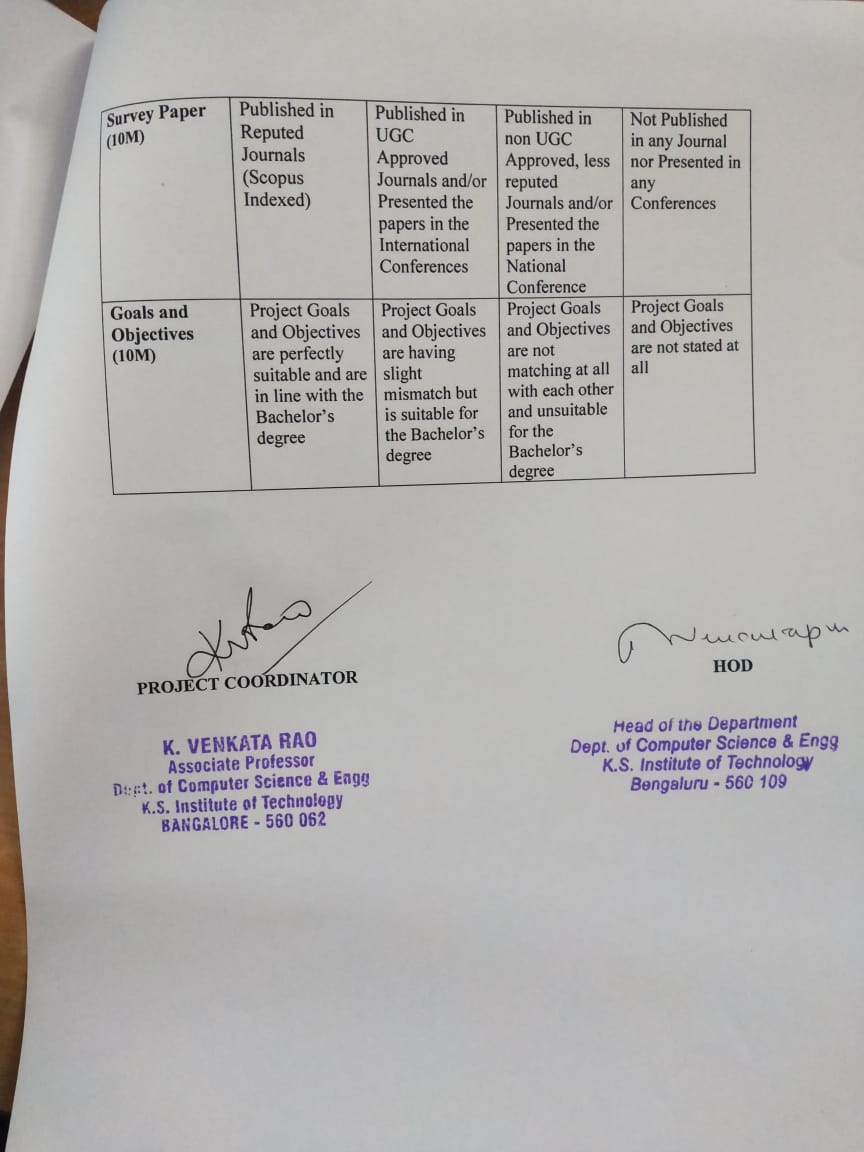 Survey Paper
(10M)
Published in
Reputed
Journals
(Scopus
Indexed)
Published in
UGC
Approved
Journals and/or
Presented the
papers in the
International
Conferences
Published in
non UGC
Approved, less
reputed
Journals and/or
Presented the
papers in the
National
Conference
Not Published
in any Journal
nor Presented in
any
Conferences
Goals and
Objectives
(10M)
Project Goals
and Objectives
are perfectly
suitable and are
in line with the
Bachelor’s
degree
Project Goals
and Objectives
are having
slight
mismatch but
is suitable for
the Bachelor’s
degree
Project Goals
and Objectives
are not
matching at all
with each other
and unsuitable
for the
Bachelor’s
degree
Project Goals
and Objectives
are not stated at
all
PROJECT COORDINATOR
HOD
K. VENKATA RAO
Associate Professor
Dept. of Computer Science & Engg
K.S. Institute of Technology
BANGALORE - 560 062
Head of the Department
Dept. of Computer Science & Engg
K.S. Institute of Technology
Bengaluru - 560 109